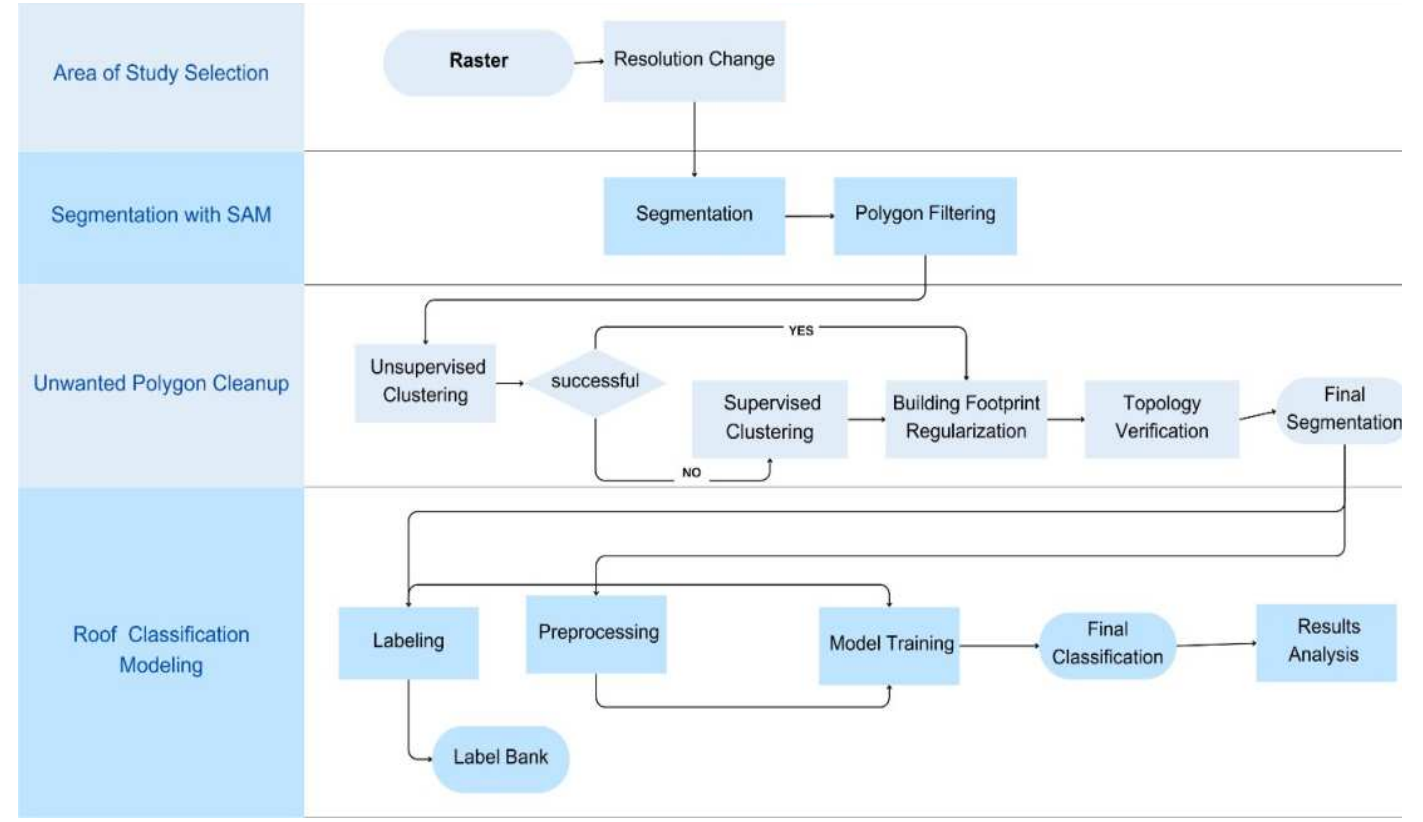 Area of Study Selection
Raster
Resolution Change
Segmentation with SAM
Segmentation
Polygon Filtering
Unwanted Polygon Cleanup
Unsupervised
Clustering
successful
YES
NO
Supervised
Clustering
Building Footprint
Regularization
Topology
Verification
Final
Segmentation
Roof Classification
Modeling
Labeling
Preprocessing
Model Training
Final
Classification
Results
Analysis
Label Bank